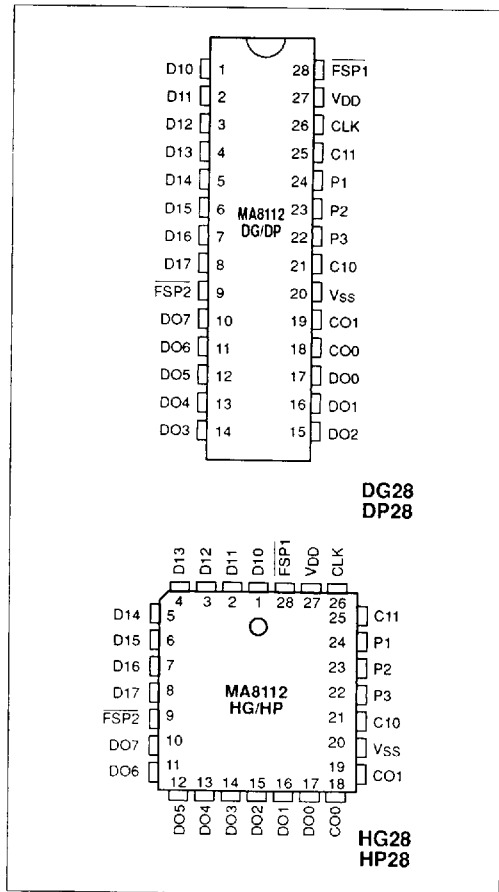 D10 1 28 FSP1
D11 2 27 VDD
D12 3 26 CLK
D13 4 25 C11
D14 5 24 P1
D15 6 MA8112 23 P2
D16 7 DG/DP 22 P3
D17 8 21 C10
FSP2 9 20 VSS
DO7 10 19 CO1
DO6 11 18 CO0
DO5 12 17 DO0
DO4 13 16 DO1
DO3 14 15 DO2
DG28
DP28
D13 D12 D11 D10 FSP1 VDD CLK
4 3 2 1 28 27 26
D14 5 25 C11
D15 6 24 P1
D16 7 23 P2
D17 8 MA8112 22 P3
FSP2 9 HG/HP 21 C10
DO7 10 20 VSS
DO6 11 19 CO1
12 13 14 15 16 17 18
DO5 DO4 DO3 DO2 DO1 DO0 CO0
HG28
HP28